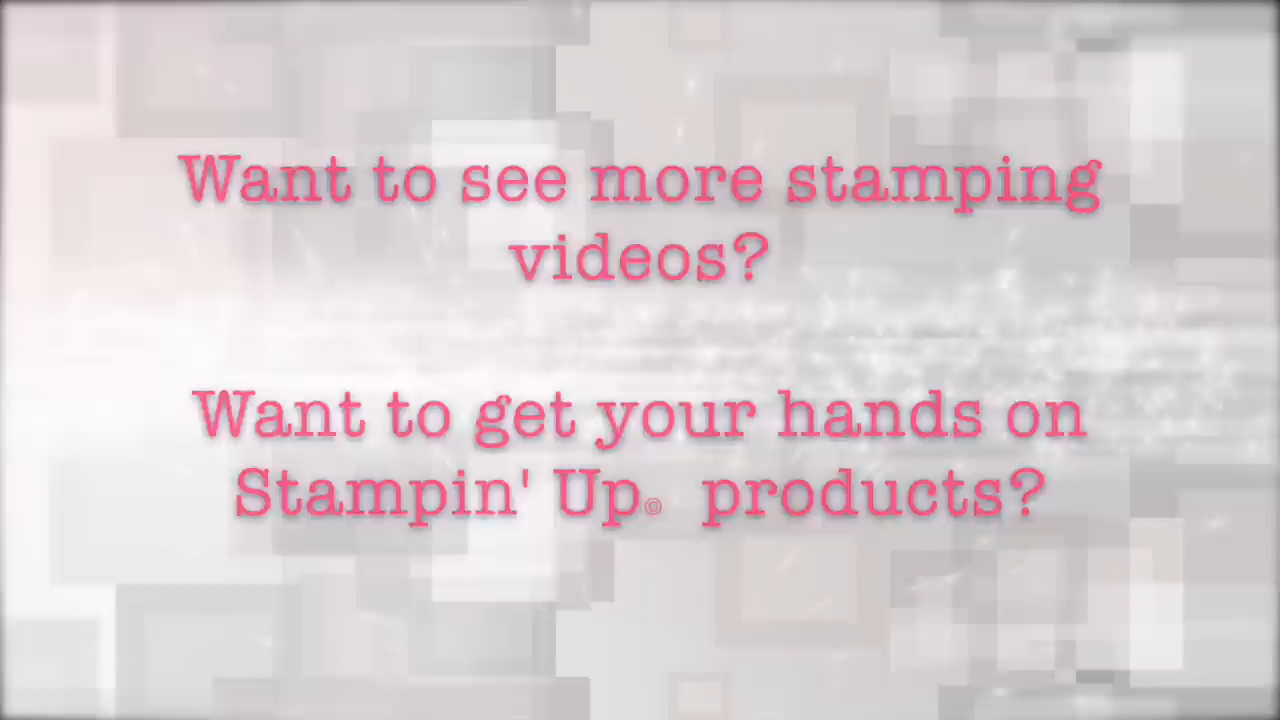 Want to see more stamping
videos?
Want to get your hands on
Stampin' Up© products?